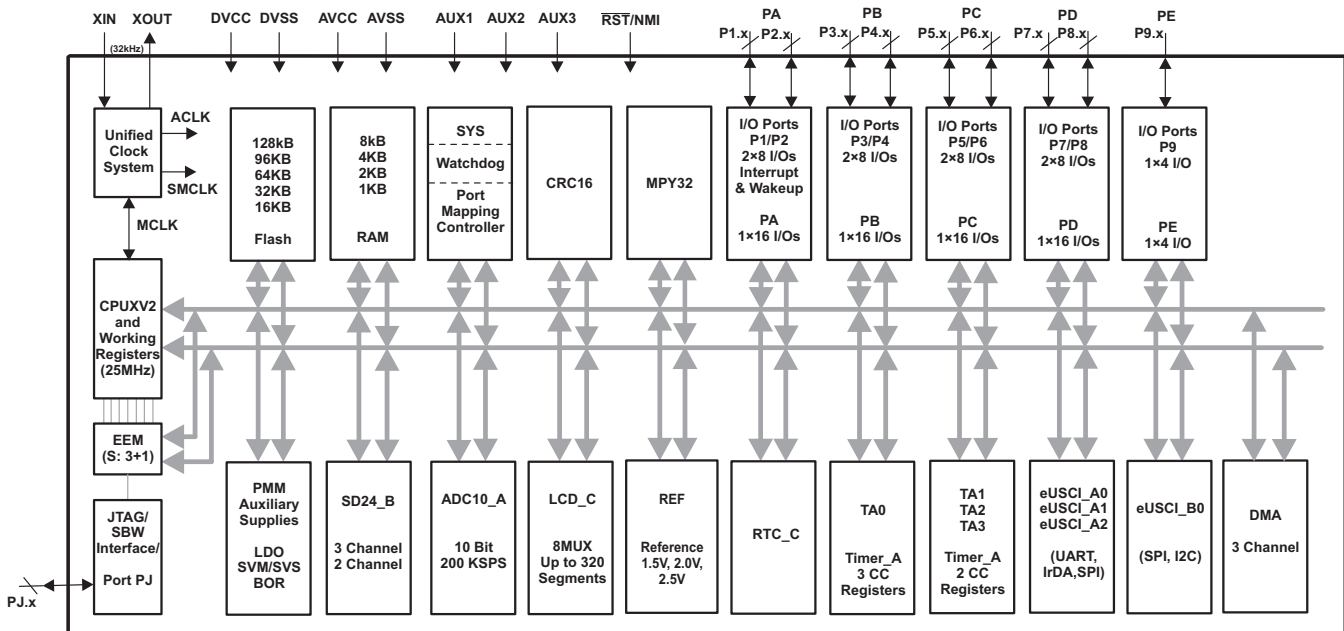 XIN
XOUT
(32kHz)
DVCC
DVSS
AVCC
AVSS
AUX1
AUX2
AUX3
RST/NMI
PA
P1.x
P2.x
PB
P3.x
P4.x
PC
P5.x
P6.x
PD
P7.x
P8.x
PE
P9.x
Unified
Clock
System
ACLK
SMCLK
MCLK
128kB
96KB
64KB
32KB
16KB
Flash
8kB
4KB
2KB
1KB
RAM
SYS
Watchdog
Port
Mapping
Controller
CRC16
MPY32
I/O Ports
P1/P2
2×8 I/Os
Interrupt
& Wakeup
PA
1×16 I/Os
I/O Ports
P3/P4
2×8 I/Os
PB
1×16 I/Os
I/O Ports
P5/P6
2×8 I/Os
PC
1×16 I/Os
I/O Ports
P7/P8
2×8 I/Os
PD
1×16 I/Os
I/O Ports
P9
1×4 I/O
PE
1×4 I/O
CPUXV2
and
Working
Registers
(25MHz)
EEM
(S: 3+1)
JTAG/
SBW
Interface/
Port PJ
PJ.x
PMM
Auxiliary
Supplies
LDO
SVM/SVS
BOR
SD24_B
3 Channel
2 Channel
ADC10_A
10 Bit
200 KSPS
LCD_C
8MUX
Up to 320
Segments
REF
Reference
1.5V, 2.0V,
2.5V
RTC_C
TA0
Timer_A
3 CC
Registers
TA1
TA2
TA3
Timer_A
2 CC
Registers
eUSCI_A0
eUSCI_A1
eUSCI_A2
(UART,
IrDA,SPI)
eUSCI_B0
(SPI, I2C)
DMA
3 Channel